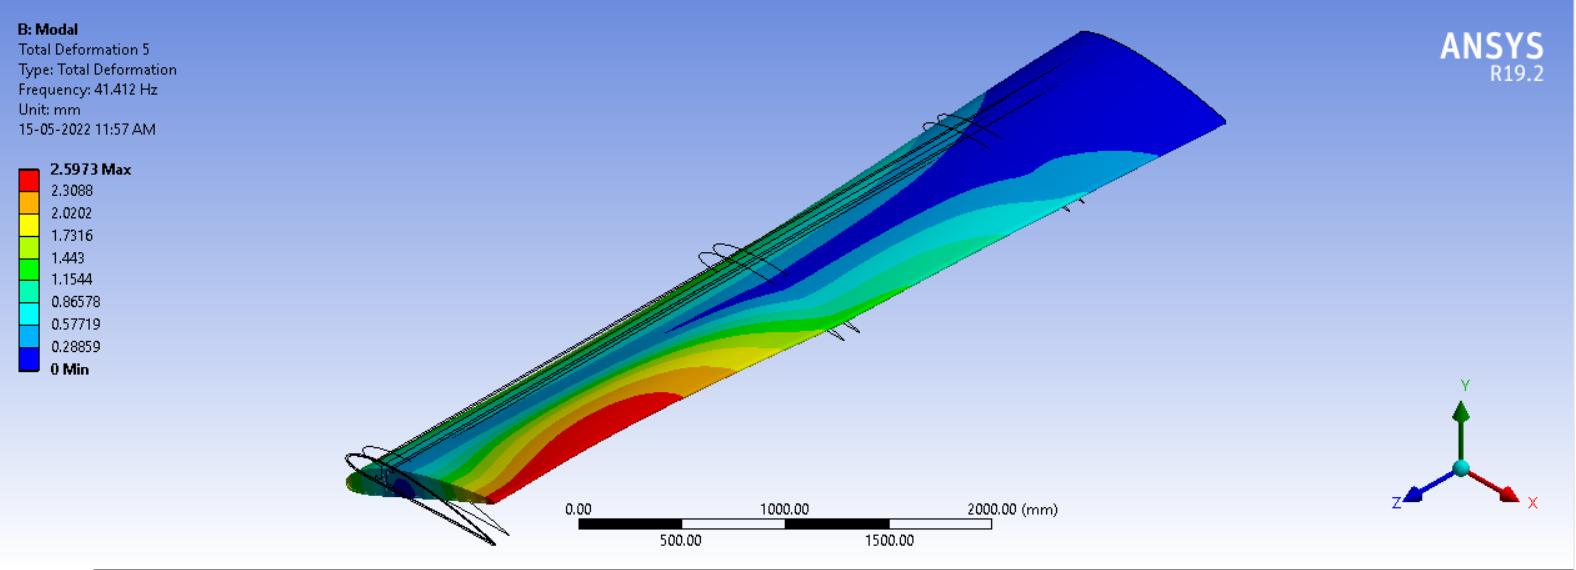 B: Modal
Total Deformation 5
Type: Total Deformation
Frequency: 41.412 Hz
Unit: mm
15-05-2022 11:57 AM
2.5973 Max
2.3088
2.0202
1.7316
1.443
1.1544
0.86578
0.57719
0.28859
0 Min
ANSYS
R19.2
0.00 1000.00 2000.00 (mm)
500.00 1500.00
Y
Z X